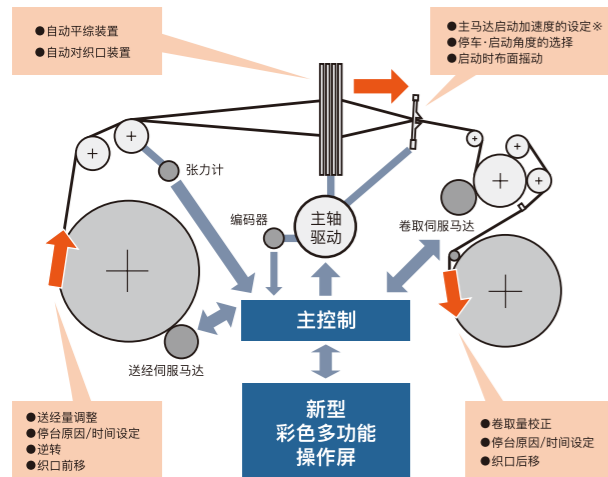 ●自动平综装置
●自动对织口装置
●主马达启动加速度的设定※
●停车·启动角度的选择
●启动时布面摇动
张力计
编码器
主轴
驱动
卷取伺服马达
主控制
送经伺服马达
新型
彩色多功能
操作屏
●送经量调整
●停台原因/时间设定
●逆转
●织口前移
●卷取量校正
●停台原因/时间设定
●织口后移